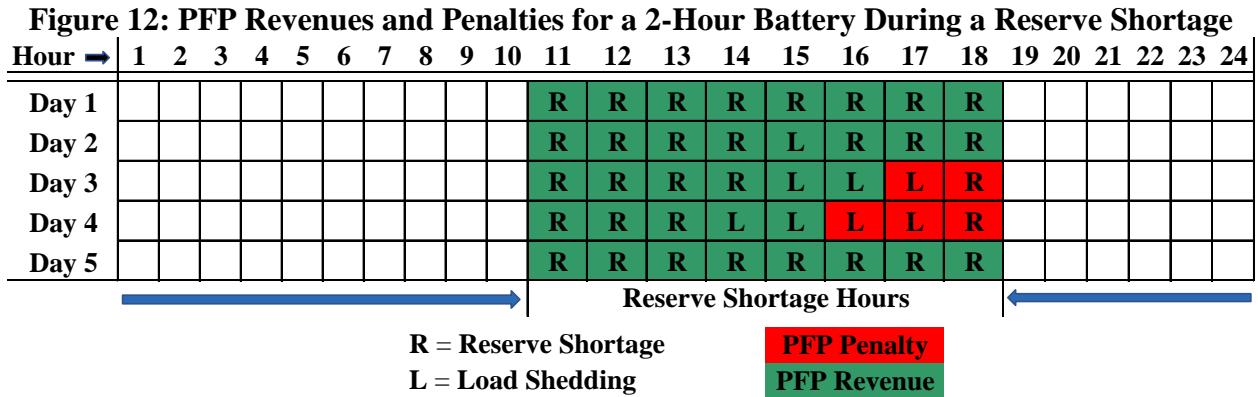 Figure 12: PFP Revenues and Penalties for a 2-Hour Battery During a Reserve Shortage
Hour 1 2 3 4 5 6 7 8 9 10 11 12 13 14 15 16 17 18 19 20 21 22 23 24
Day 1 R R R R R R R R
Day 2 R R R R L R R R
Day 3 R R R R L L L R
Day 4 R R R L L L L R
Day 5 R R R R R R R R
Reserve Shortage Hours
R = Reserve Shortage PFP Penalty
L = Load Shedding PFP Revenue